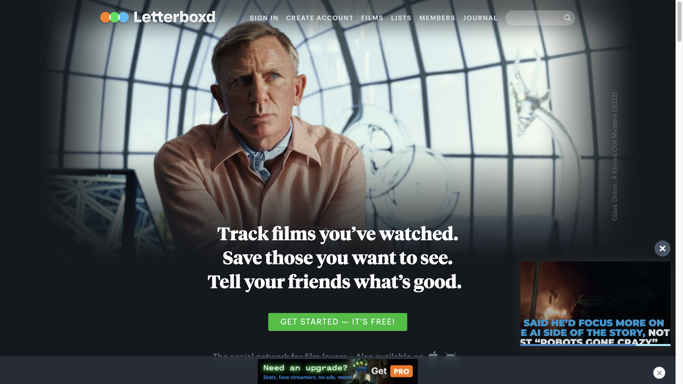 Letterboxd
SIGN IN CREATE ACCOUNT FILMS LISTS MEMBERS JOURNAL
Glass Onion: A Knives Out Mystery (2022)
Track films you’ve watched.
Save those you want to see.
Tell your friends what’s good.
GET STARTED — IT’S FREE!
SAID HE’D FOCUS MORE ON
E AI SIDE OF THE STORY, NOT
ST “ROBOTS GONE CRAZY”
The social network for film lovers. Also available on
Need an upgrade?
Stats, fave streamers, no ads, more!
Get PRO